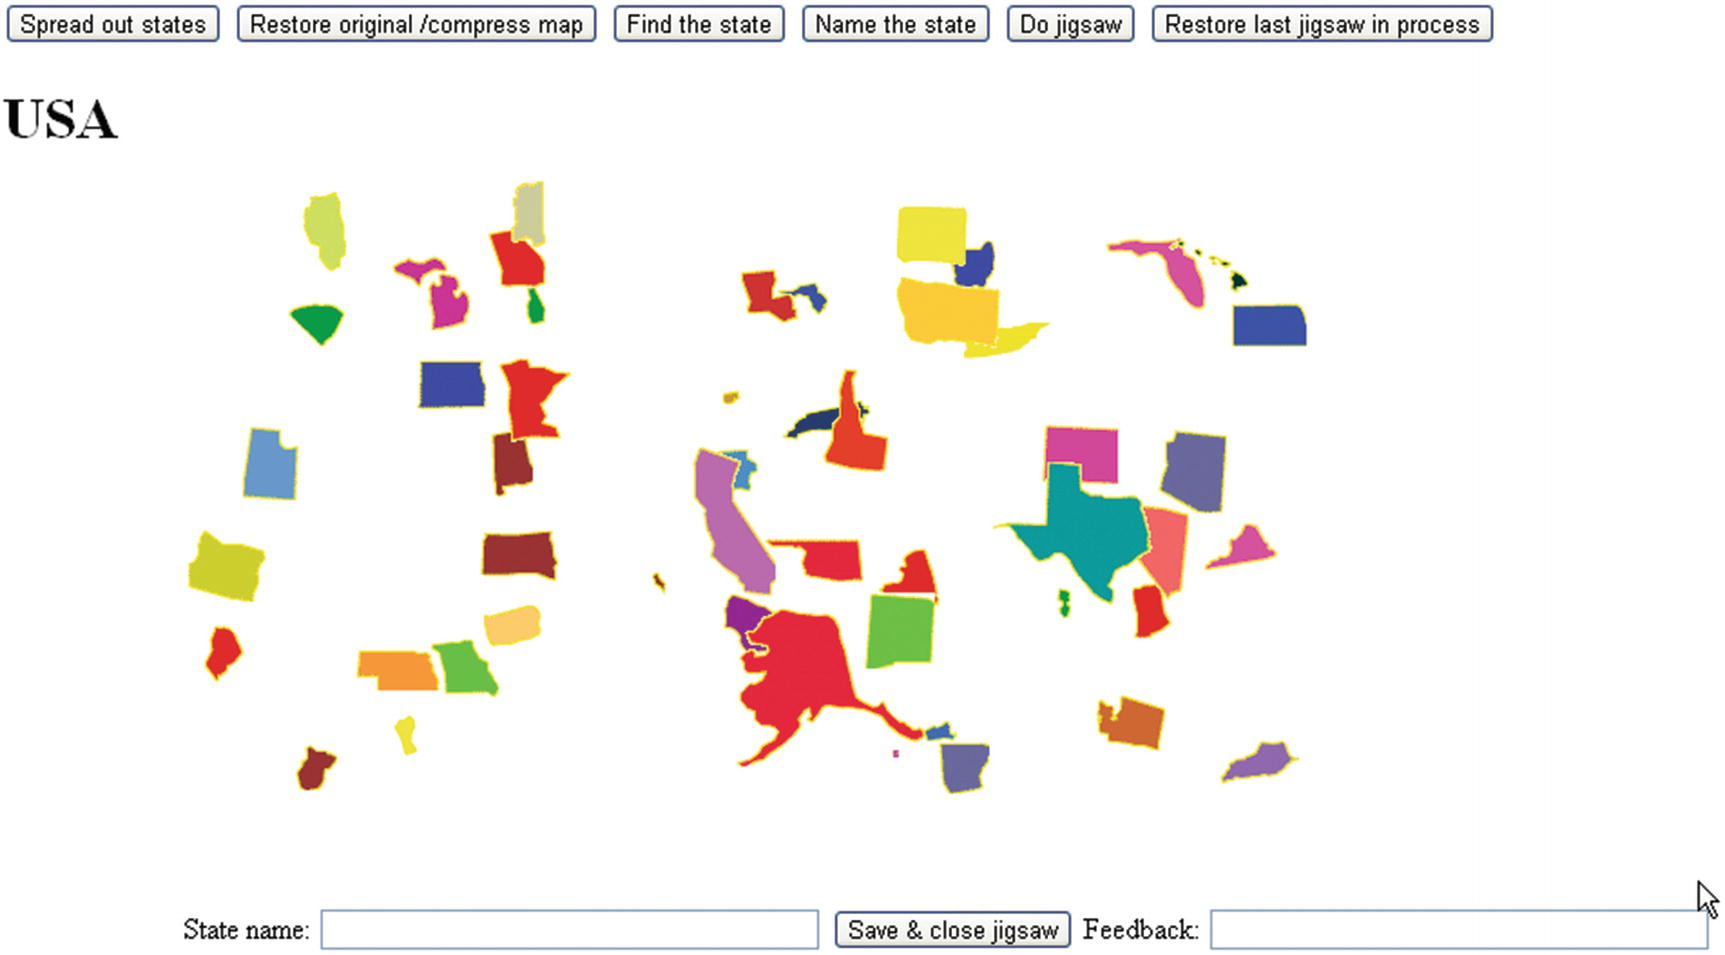 Spread out states Restore original /compress map Find the state Name the state Do jigsaw Restore last jigsaw in process
USA
State name: Save & close jigsaw Feedback: